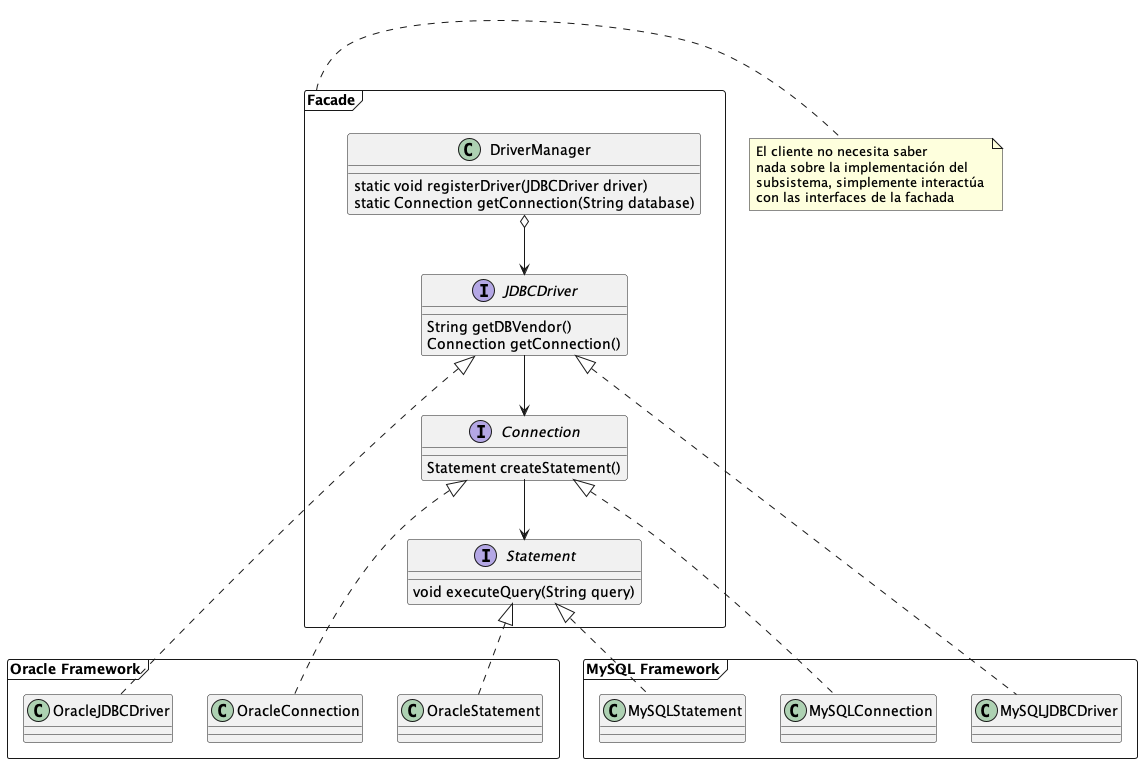 Facade
C DriverManager
static void registerDriver(JDBCDriver driver)
static Connection getConnection(String database)
El cliente no necesita saber
nada sobre la implementación del
subsistema, simplemente interactúa
con las interfaces de la fachada
I JDBCDriver
String getDBVendor()
Connection getConnection()
I Connection
Statement createStatement()
I Statement
void executeQuery(String query)
Oracle Framework
C OracleJDBCDriver
C OracleConnection
C OracleStatement
MySQL Framework
C MySQLStatement
C MySQLConnection
C MySQLJDBCDriver